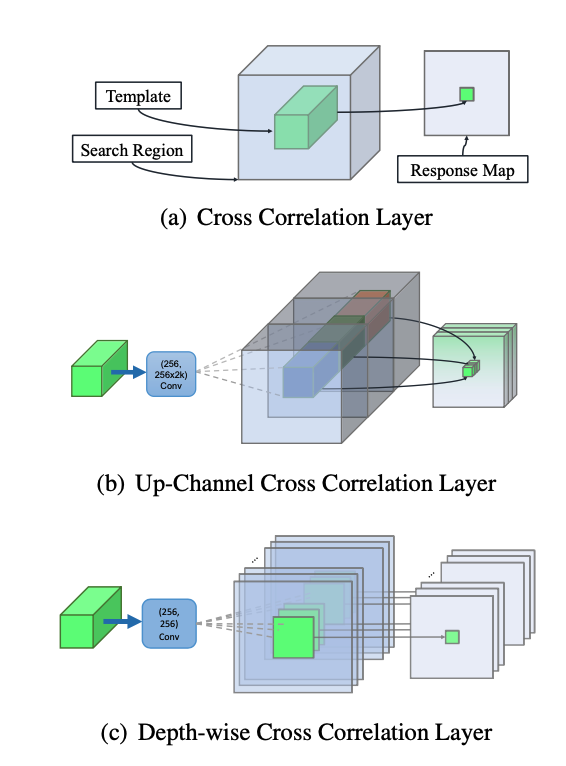 Template
Search Region
Response Map
(a) Cross Correlation Layer
(256,
256x2k)
Conv
(b) Up-Channel Cross Correlation Layer
(256,
256)
Conv
(c) Depth-wise Cross Correlation Layer